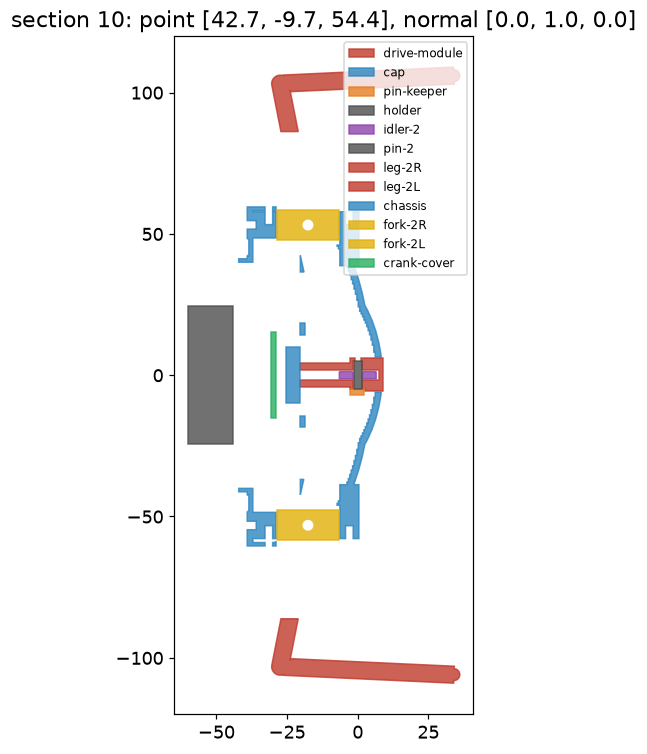 section 10: point [42.7, -9.7, 54.4], normal [0.0, 1.0, 0.0]
drive-module
cap
pin-keeper
holder
idler-2
pin-2
leg-2R
leg-2L
chassis
fork-2R
fork-2L
crank-cover
100
50
0
−50
−100
−50
−25
0
25